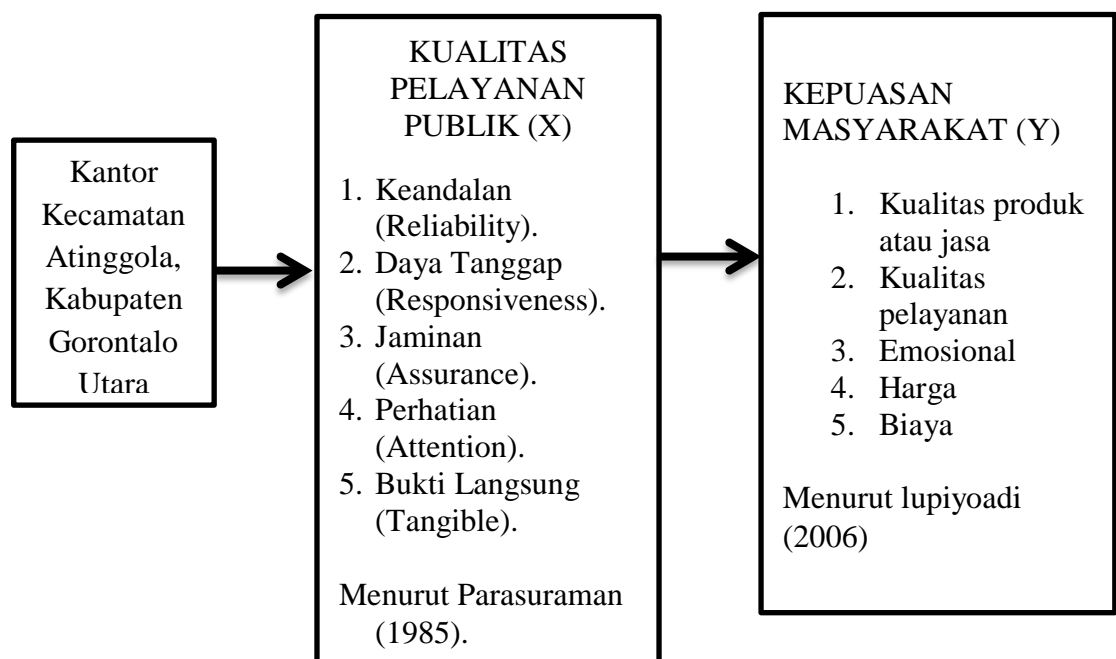 Kantor
Kecamatan
Atinggola,
Kabupaten
Gorontalo
Utara
KUALITAS
PELAYANAN
PUBLIK (X)
1. Keandalan
(Reliability).
2. Daya Tanggap
(Responsiveness).
3. Jaminan
(Assurance).
4. Perhatian
(Attention).
5. Bukti Langsung
(Tangible).
Menurut Parasuraman
(1985).
KEPUASAN
MASYARAKAT (Y)
1. Kualitas produk
atau jasa
2. Kualitas
pelayanan
3. Emosional
4. Harga
5. Biaya
Menurut lupiyoadi
(2006)